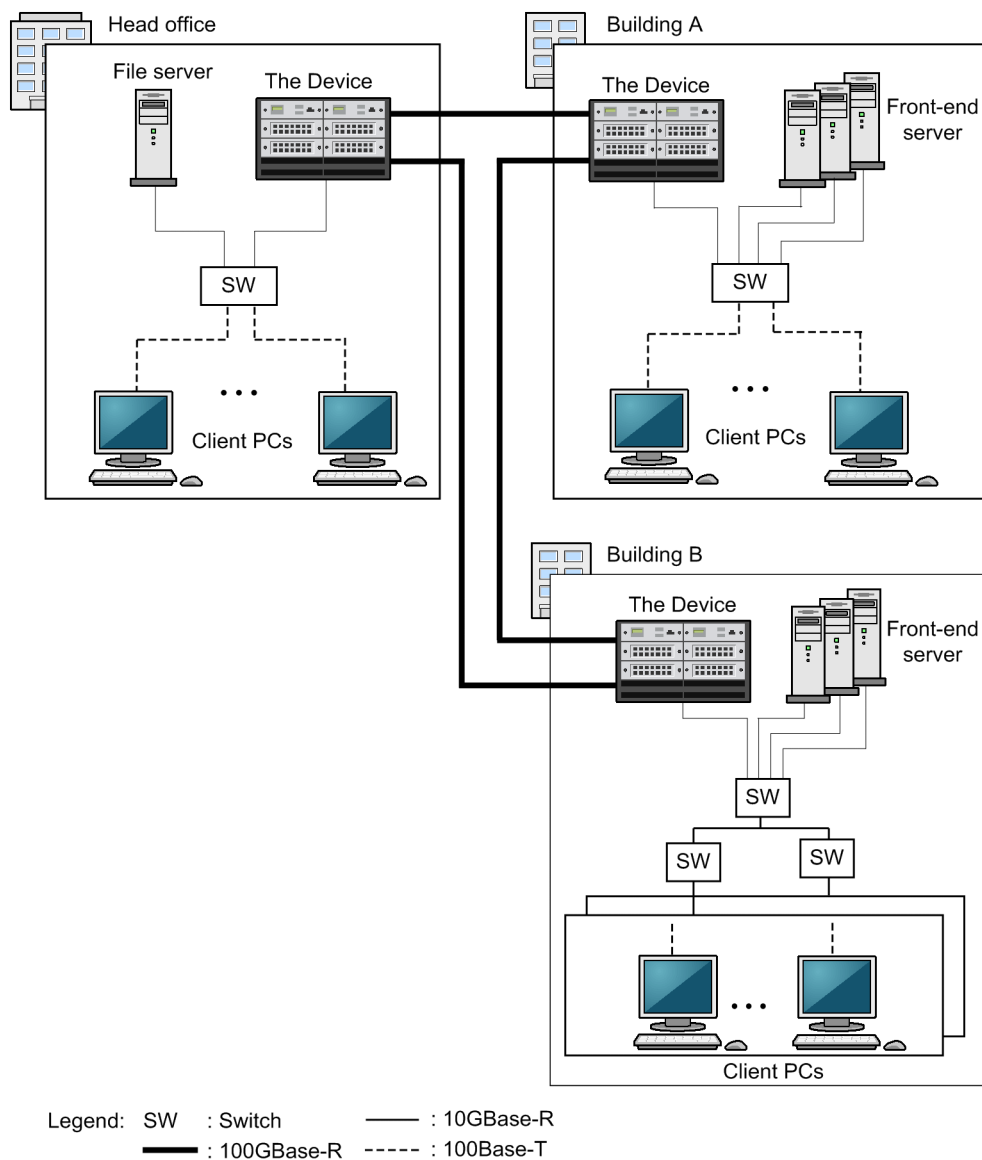 Head office
File server
The Device
SW
• • •
Client PCs
Building A
The Device
Front-end
server
SW
• • •
Client PCs
Building B
The Device
Front-end
server
SW
SW
SW
• • •
Client PCs
Legend: SW : Switch
: 10GBase-R
: 100GBase-R
: 100Base-T